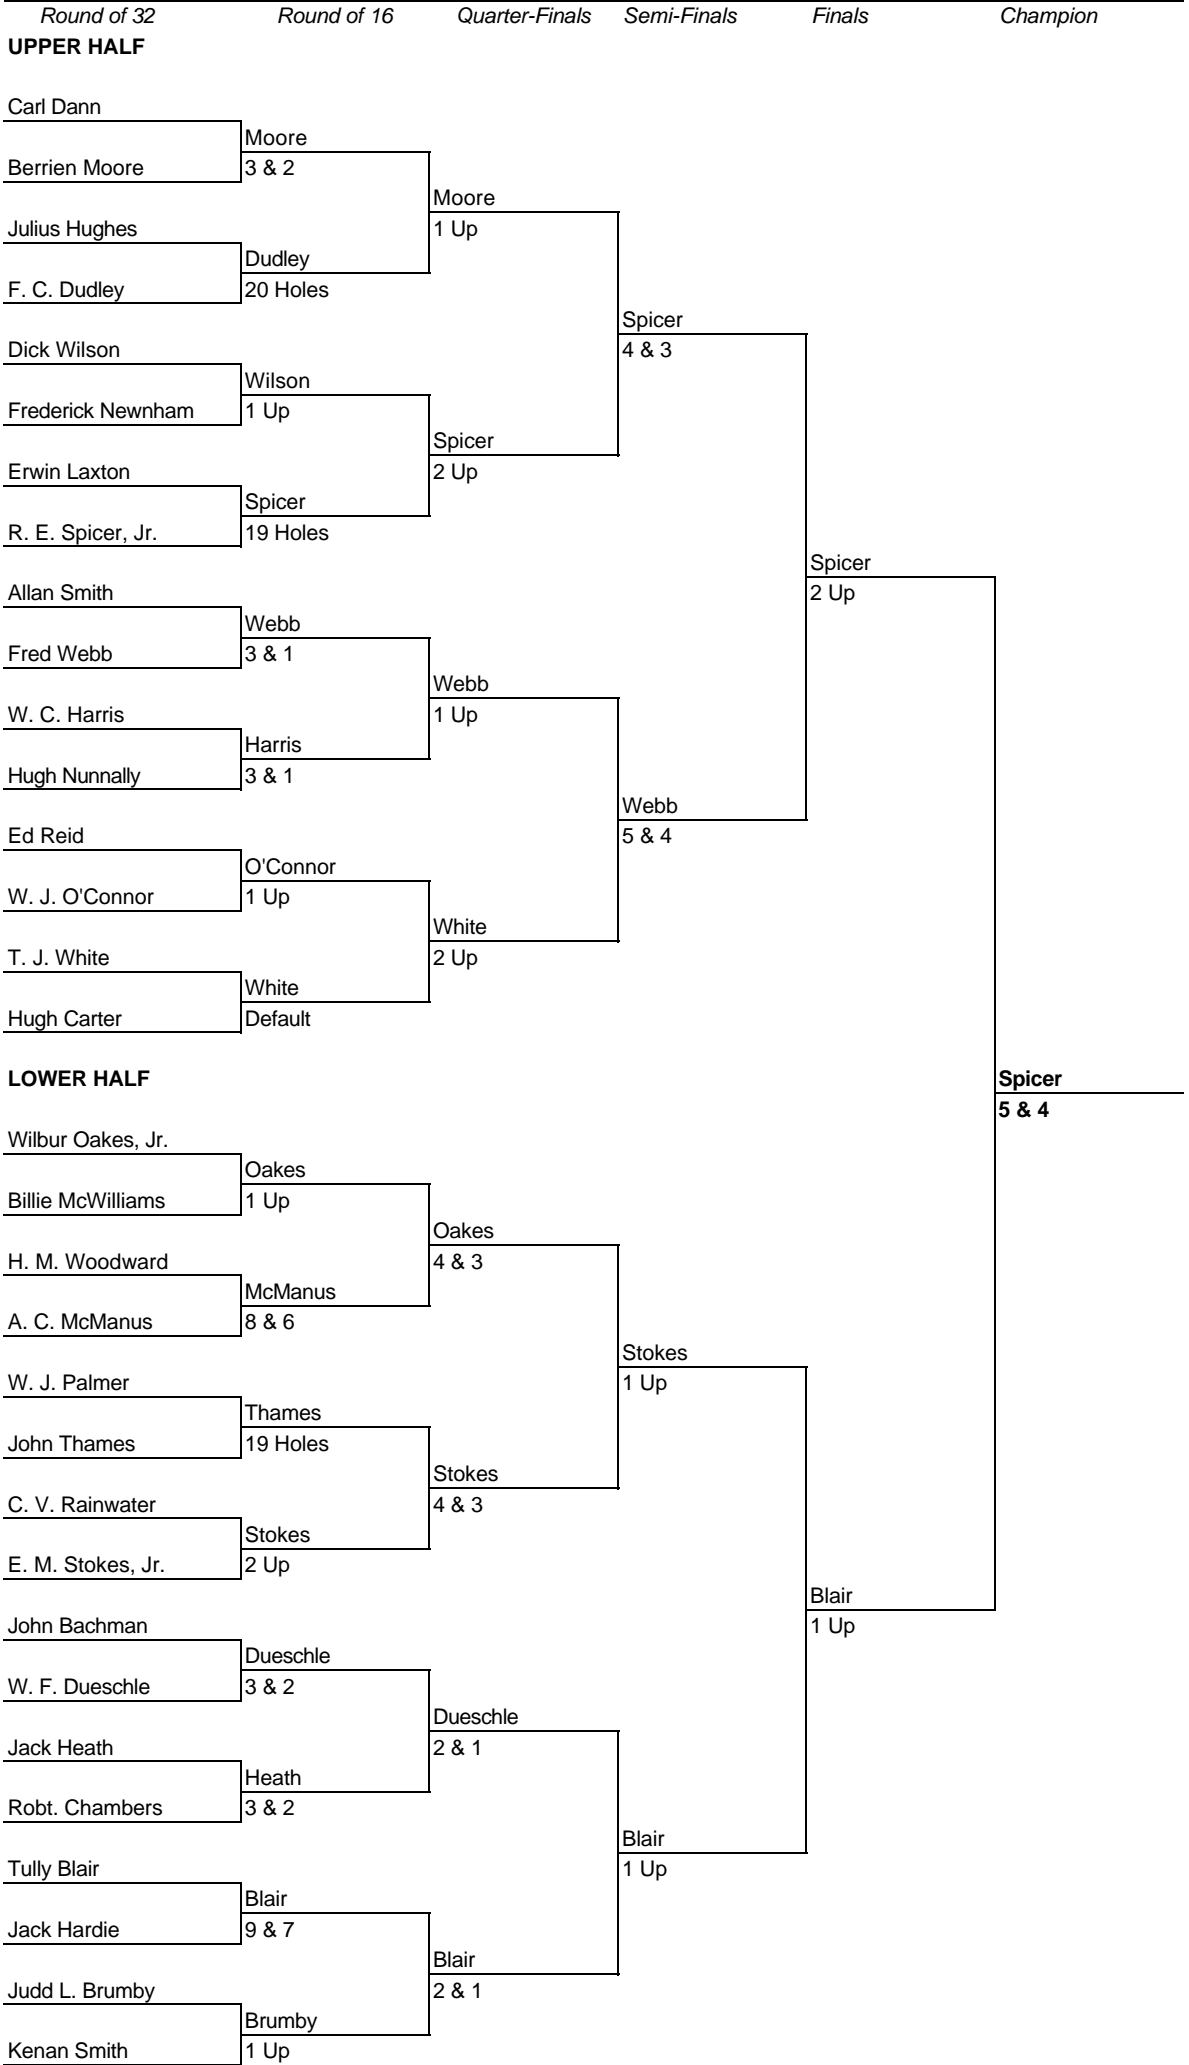 Round of 32 Round of 16 Quarter-Finals Semi-Finals Finals Champion
UPPER HALF
Carl Dann
Moore
Berrien Moore 3 & 2
Moore
Julius Hughes 1 Up
Dudley
F. C. Dudley 20 Holes
Spicer
Dick Wilson 4 & 3
Wilson
Frederick Newnham 1 Up
Spicer
Erwin Laxton 2 Up
Spicer
R. E. Spicer, Jr. 19 Holes
Spicer
Allan Smith 2 Up
Webb
Fred Webb 3 & 1
Webb
W. C. Harris 1 Up
Harris
Hugh Nunnally 3 & 1
Webb
Ed Reid 5 & 4
O'Connor
W. J. O'Connor 1 Up
White
T. J. White 2 Up
White
Hugh Carter Default
LOWER HALF Spicer
5 & 4
Wilbur Oakes, Jr.
Oakes
Billie McWilliams 1 Up
Oakes
H. M. Woodward 4 & 3
McManus
A. C. McManus 8 & 6
Stokes
W. J. Palmer 1 Up
Thames
John Thames 19 Holes
Stokes
C. V. Rainwater 4 & 3
Stokes
E. M. Stokes, Jr. 2 Up
Blair
John Bachman 1 Up
Dueschle
W. F. Dueschle 3 & 2
Dueschle
Jack Heath 2 & 1
Heath
Robt. Chambers 3 & 2
Blair
Tully Blair 1 Up
Blair
Jack Hardie 9 & 7
Blair
Judd L. Brumby 2 & 1
Brumby
Kenan Smith 1 Up